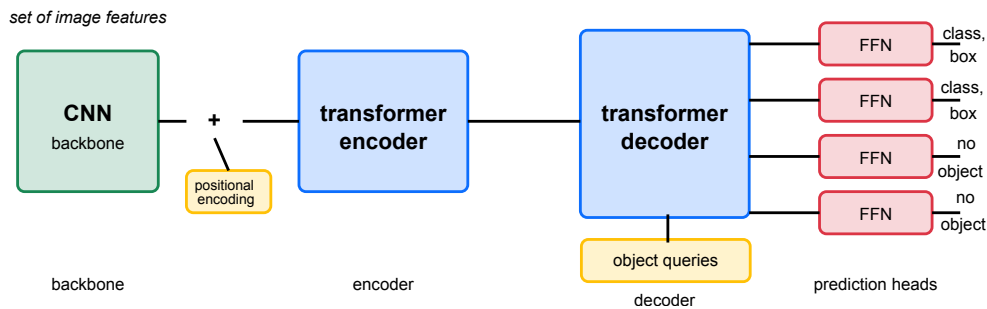 set of image features
CNN
backbone
+
positional
encoding
transformer
encoder
transformer
decoder
object queries
FFN
class,
box
FFN
class,
box
FFN
no
object
FFN
no
object
backbone
encoder
decoder
prediction heads